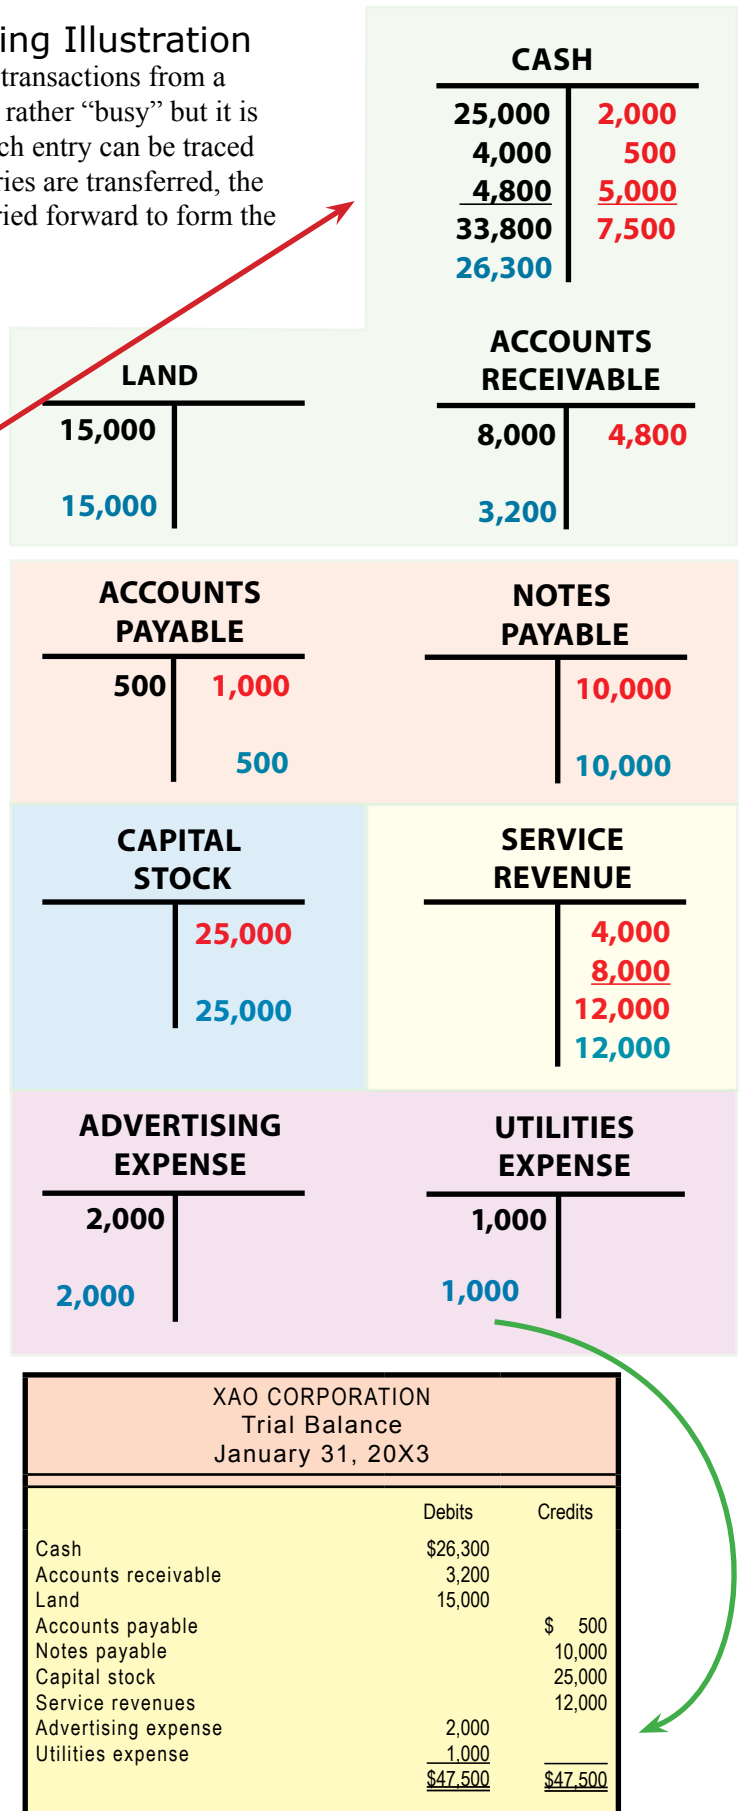 ing Illustration
transactions from a
rather “busy” but it is
ch entry can be traced
ries are transferred, the
ried forward to form the
CASH
25,000 2,000
4,000 500
4,800 5,000
33,800 7,500
26,300
LAND
15,000
15,000
ACCOUNTS
RECEIVABLE
8,000 4,800
3,200
ACCOUNTS
PAYABLE
500 1,000
500
NOTES
PAYABLE
10,000
10,000
CAPITAL
STOCK
25,000
25,000
SERVICE
REVENUE
4,000
8,000
12,000
12,000
ADVERTISING
EXPENSE
2,000
2,000
UTILITIES
EXPENSE
1,000
1,000
XAO CORPORATION
Trial Balance
January 31, 20X3
Debits Credits
Cash $26,300
Accounts receivable 3,200
Land 15,000
Accounts payable $ 500
Notes payable 10,000
Capital stock 25,000
Service revenues 12,000
Advertising expense 2,000
Utilities expense 1,000
$47,500 $47,500